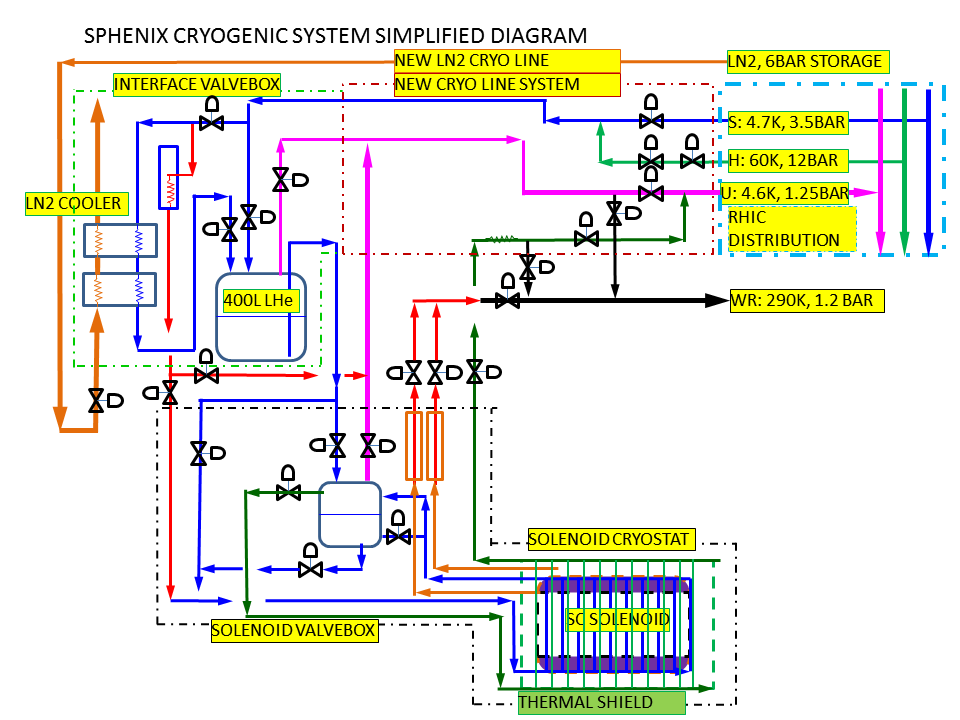 SPHENIX CRYOGENIC SYSTEM SIMPLIFIED DIAGRAM
NEW LN2 CRYO LINE
LN2, 6BAR STORAGE
INTERFACE VALVEBOX
NEW CRYO LINE SYSTEM
S: 4.7K, 3.5BAR
H: 60K, 12BAR
LN2 COOLER
U: 4.6K, 1.25BAR
RHIC
DISTRIBUTION
400L LHe
WR: 290K, 1.2 BAR
SOLENOID CRYOSTAT
SC SOLENOID
SOLENOID VALVEBOX
THERMAL SHIELD